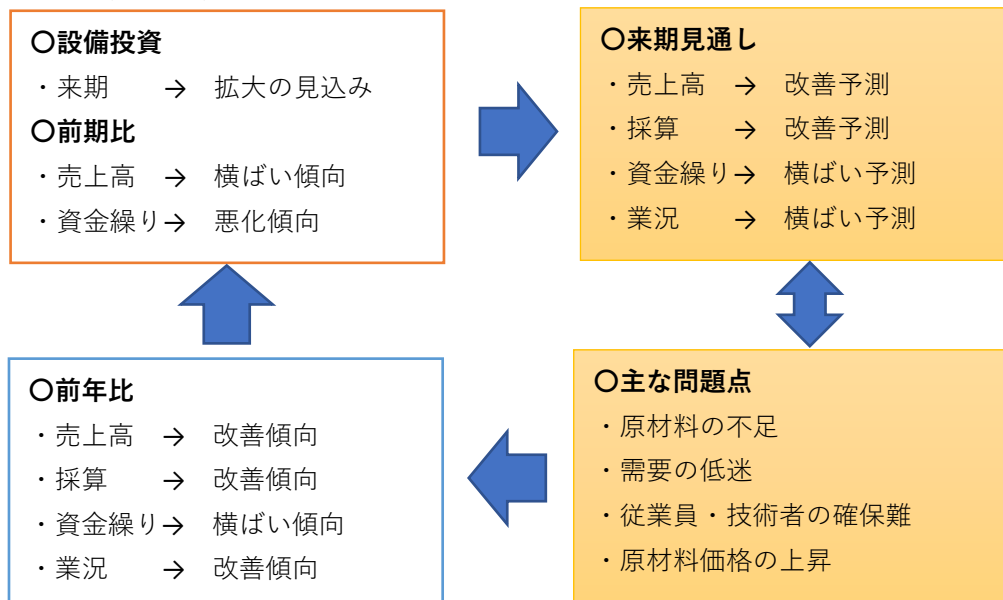 〇設備投資
・来期 → 拡大の見込み
〇前期比
・売上高 → 横ばい傾向
・資金繰り→ 悪化傾向
〇来期見通し
・売上高 → 改善予測
・採算 → 改善予測
・資金繰り→ 横ばい予測
・業況 → 横ばい予測
〇前年比
・売上高 → 改善傾向
・採算 → 改善傾向
・資金繰り→ 横ばい傾向
・業況 → 改善傾向
〇主な問題点
・原材料の不足
・需要の低迷
・従業員・技術者の確保難
・原材料価格の上昇